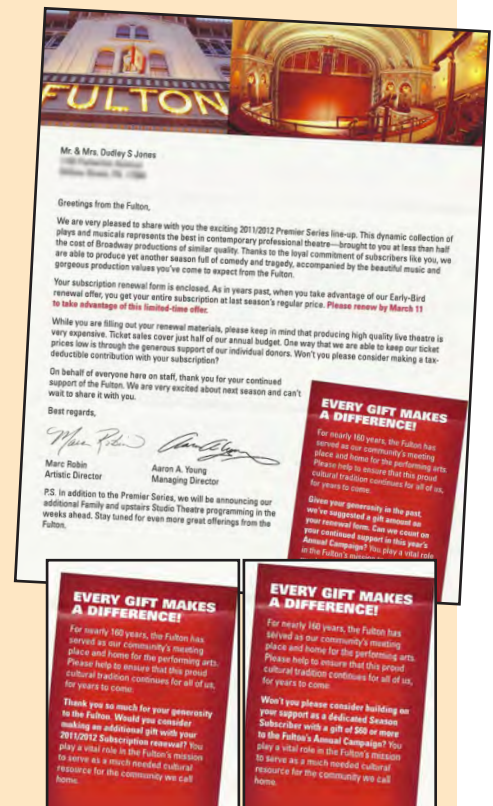 FULTON
Mr. & Mrs. Dudley S Jones
Greetings from the Fulton,
We are very pleased to share with you the exciting 2011/2012 Premier Series line-up. This dynamic collection of
plays and musicals represents the best in contemporary professional theatre—brought to you at less than half
the cost of Broadway productions of similar quality. Thanks to the loyal commitment of subscribers like you, we
are able to produce yet another season full of comedy and tragedy, accompanied by the beautiful music and
gorgeous production values you've come to expect from the Fulton.
Your subscription renewal form is enclosed. As in years past, when you take advantage of our Early-Bird
renewal offer, you get your entire subscription at last season's regular price. Please renew by March 11
to take advantage of this limited-time offer.
While you are filling out your renewal materials, please keep in mind that producing high quality live theatre is
very expensive. Ticket sales cover just half of our annual budget. One way that we are able to keep our ticket
prices low is through the generous support of our individual donors. Won't you please consider making a tax-
deductible contribution with your subscription?
On behalf of everyone here on staff, thank you for your continued
support of the Fulton. We are very excited about next season and can't
wait to share it with you.
Best regards,
Marc Robin
Marc Robin
Artistic Director
Aaron A. Young
Managing Director
P.S. In addition to the Premier Series, we will be announcing our
additional Family and upstairs Studio Theatre programming in the
weeks ahead. Stay tuned for even more great offerings from the
Fulton.
EVERY GIFT MAKES
A DIFFERENCE!
For nearly 160 years, the Fulton has
served as our community's meeting
place and home for the performing arts.
Please help to ensure that this proud
cultural tradition continues for all of us,
for years to come.
Given your generosity in the past,
we've suggested a gift amount on
your renewal form. Can we count on
your continued support in this year's
Annual Campaign? You play a vital role
in the Fulton's mission
EVERY GIFT MAKES
A DIFFERENCE!
For nearly 160 years, the Fulton has
served as our community's meeting
place and home for the performing arts.
Please help to ensure that this proud
cultural tradition continues for all of us,
for years to come.
Thank you so much for your generosity
to the Fulton. Would you consider
making an additional gift with your
2011/2012 Subscription renewal? You
play a vital role in the Fulton's mission
to serve as a much needed cultural
resource for the community we call
home.
EVERY GIFT MAKES
A DIFFERENCE!
For nearly 160 years, the Fulton has
served as our community's meeting
place and home for the performing arts.
Please help to ensure that this proud
cultural tradition continues for all of us,
for years to come.
Won't you please consider building on
your support as a dedicated Season
Subscriber with a gift of $60 or more
to the Fulton's Annual Campaign? You
play a vital role in the Fulton's mission
to serve as a much needed cultural
resource for the community we call
home.